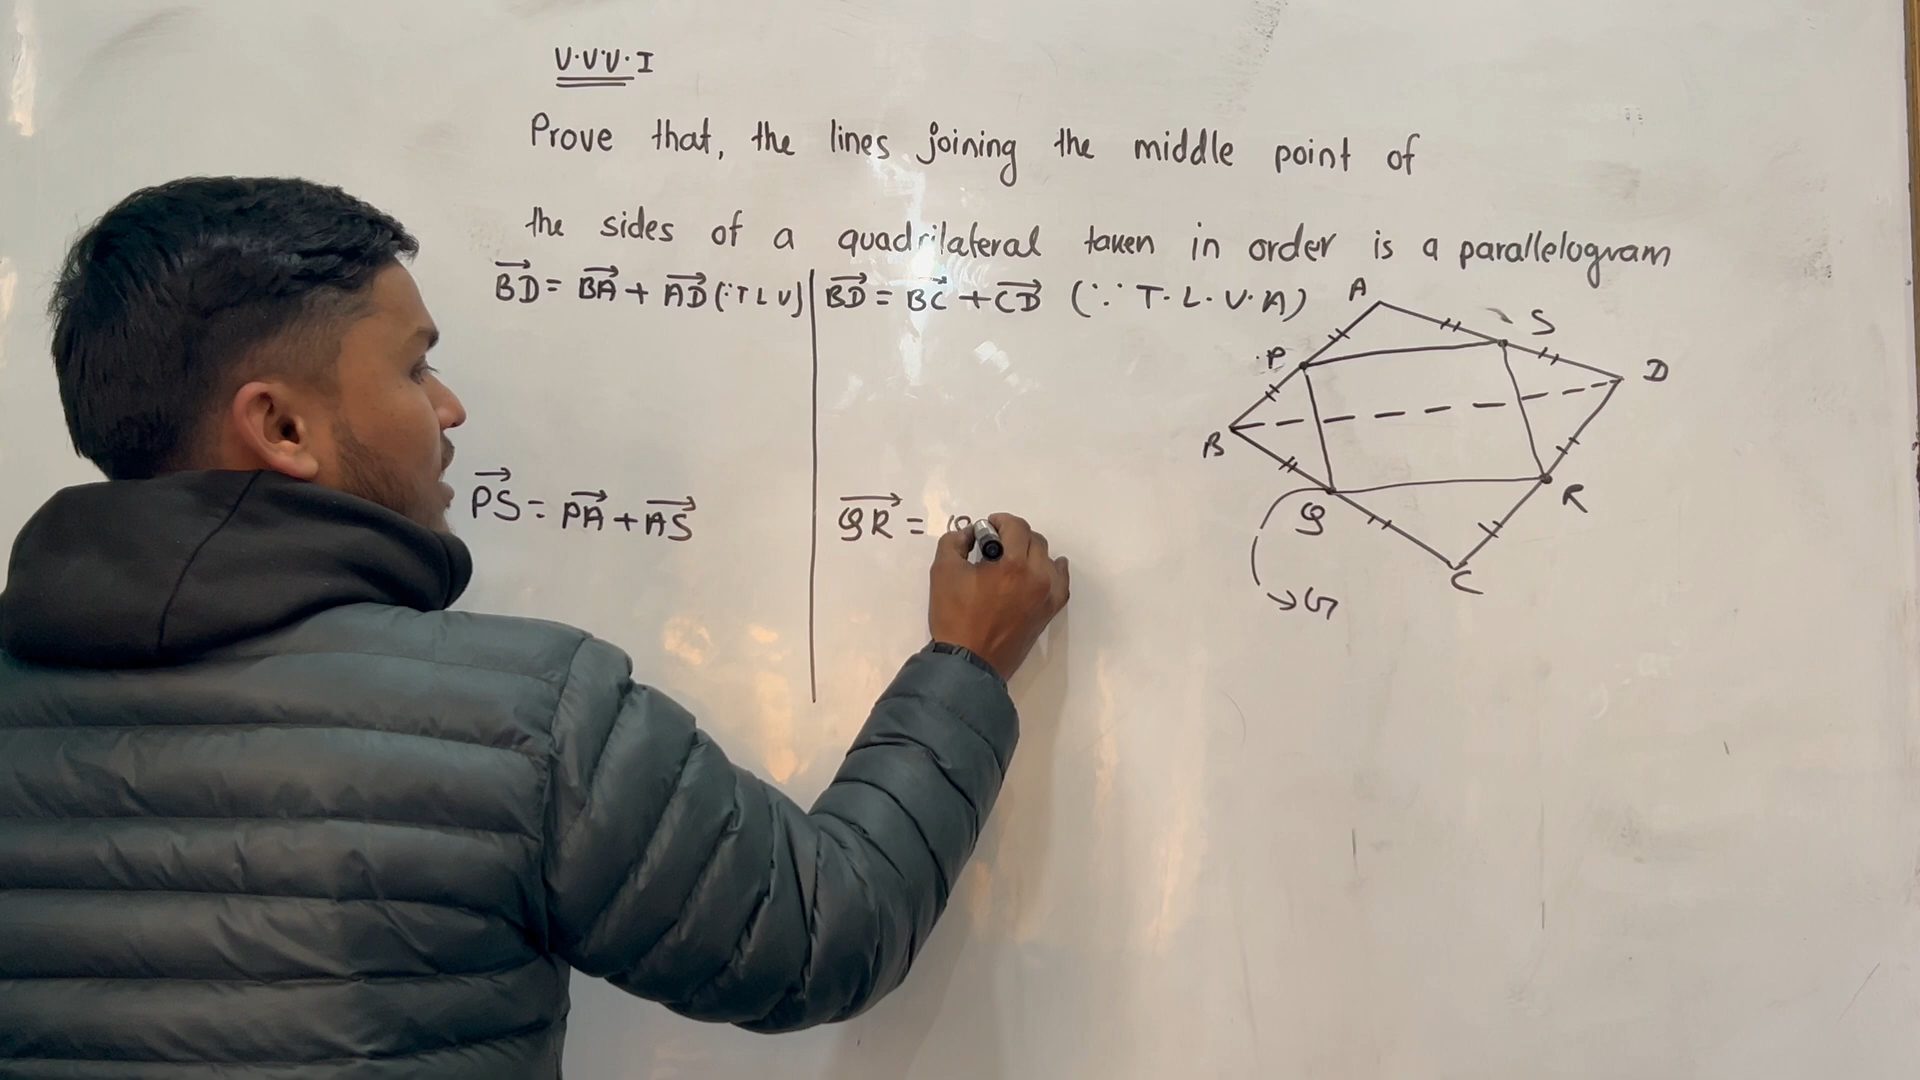 V.V.V.I
Prove that, the lines joining the middle point of
the sides of a quadrilateral taken in order is a parallelogram
BD = BA + AD (∵ T L V)
BD = BC + CD (∵ T. L. V. A)
PS = PA + AS
QR = Q
A
S
P
D
B
R
Q
C
→ G